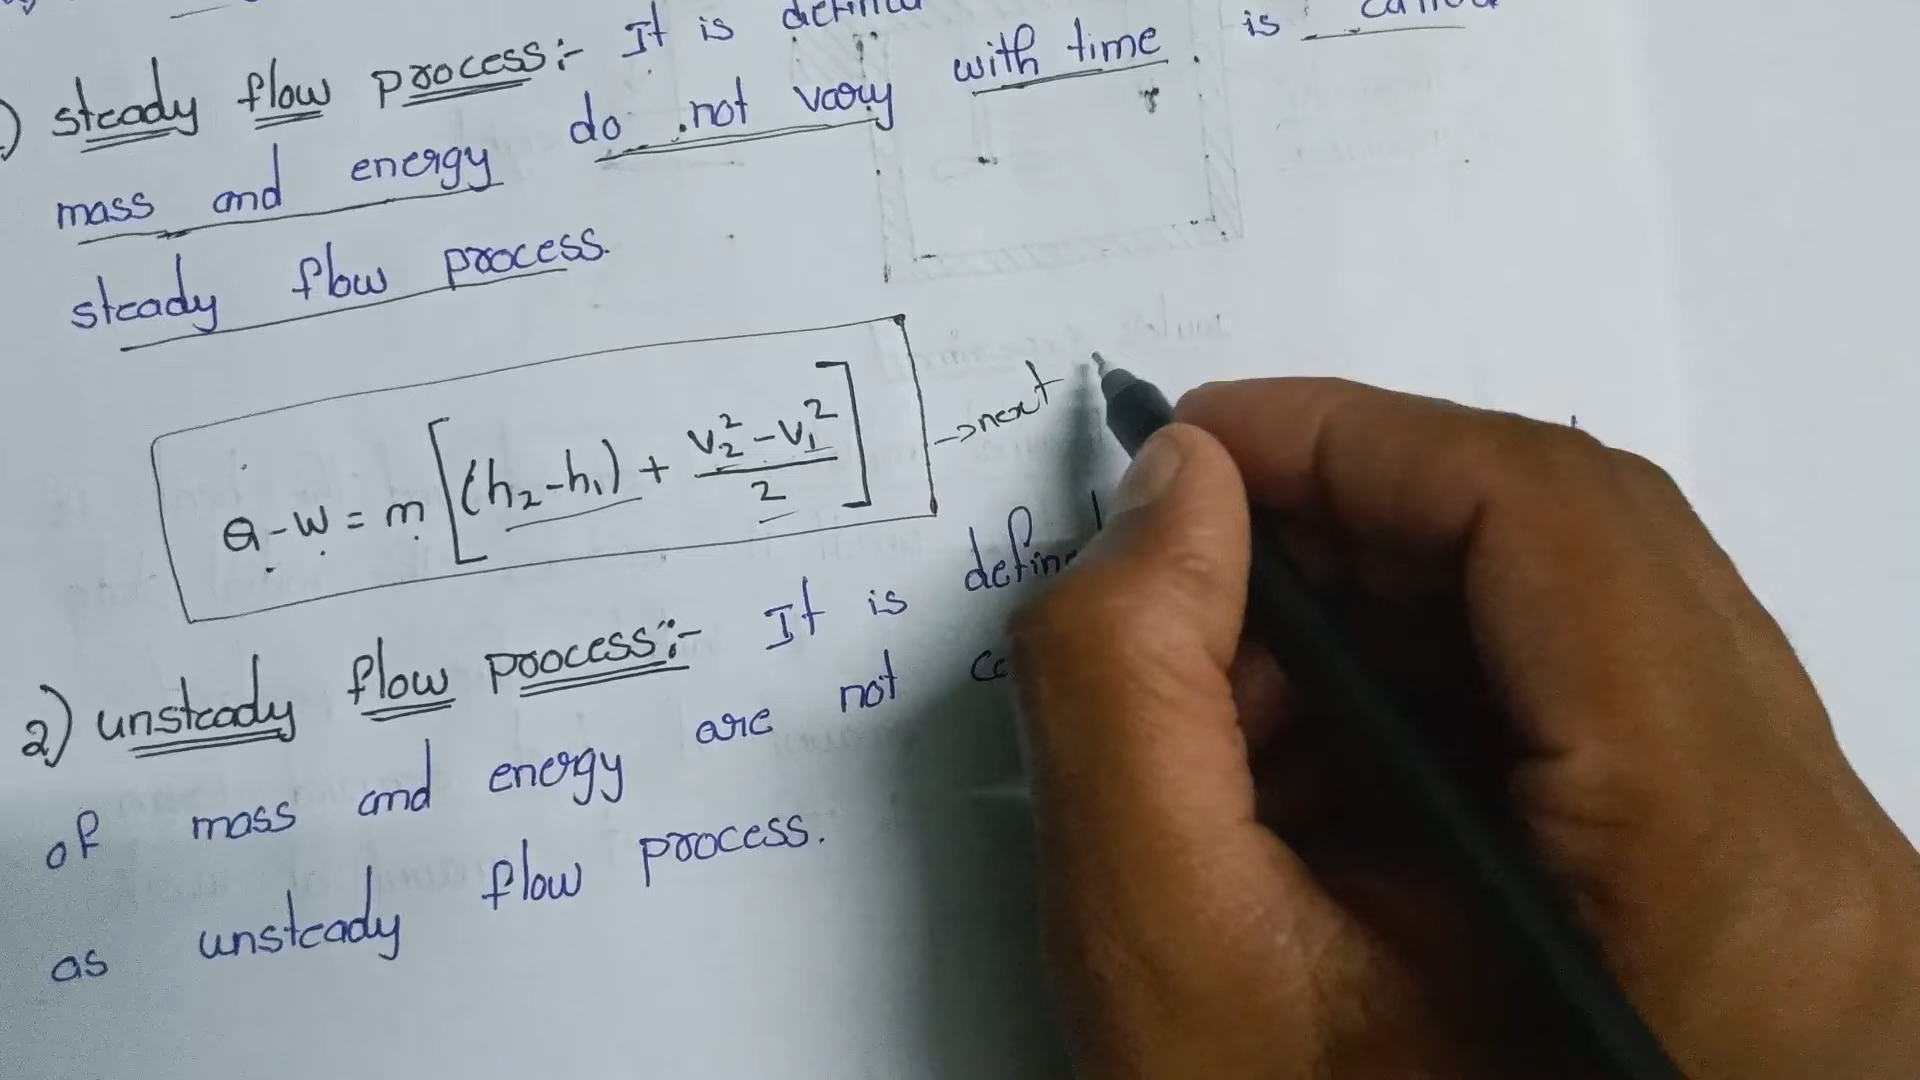 ) steady flow process:- It is defined
mass and energy do not vary with time. is called
steady flow process.
Q-W = m [(h₂-h₁) + V₂²-V₁²/2] → next
2) unsteady flow process:- It is
of mass and energy are not
as unsteady flow process.